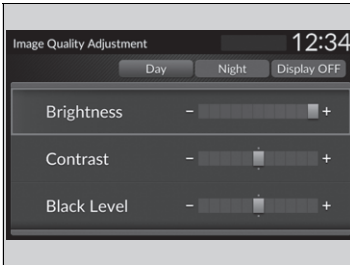 Image Quality Adjustment 12:34
Day Night Display OFF
Brightness - +
Contrast - +
Black Level - +